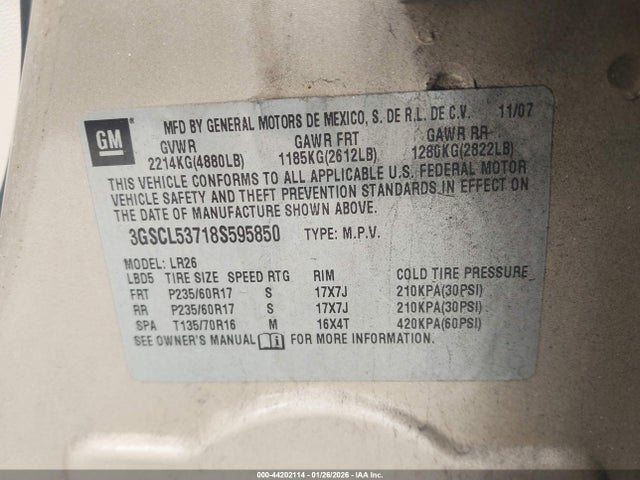 GM
MFD BY GENERAL MOTORS DE MEXICO, S. DE R.L. DE C.V. 11/07
GVWR GAWR FRT GAWR RR
2214KG(4880LB) 1185KG(2612LB) 1280KG(2822LB)
THIS VEHICLE CONFORMS TO ALL APPLICABLE U.S. FEDERAL MOTOR
VEHICLE SAFETY AND THEFT PREVENTION STANDARDS IN EFFECT ON
THE DATE OF MANUFACTURE SHOWN ABOVE.
3GSCL53718S595850 TYPE: M.P.V.
MODEL: LR26
LBD5 TIRE SIZE SPEED RTG RIM COLD TIRE PRESSURE
FRT P235/60R17 S 17X7J 210KPA(30PSI)
RR P235/60R17 S 17X7J 210KPA(30PSI)
SPA T135/70R16 M 16X4T 420KPA(60PSI)
SEE OWNER'S MANUAL FOR MORE INFORMATION.
000-44202114 | 01/26/2026 | IAA Inc.